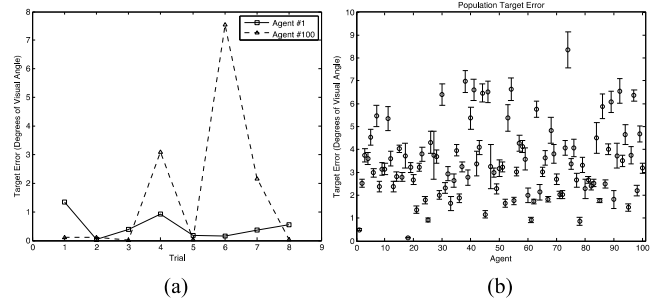 Population Target Error
Agent #1
Agent #100
Target Error (Degrees of Visual Angle)
8
7
6
5
4
3
2
1
0
0 1 2 3 4 5 6 7 8 9
Trial
(a)
Target Error (Degrees of Visual Angle)
10
9
8
7
6
5
4
3
2
1
0
0 10 20 30 40 50 60 70 80 90 100
Agent
(b)